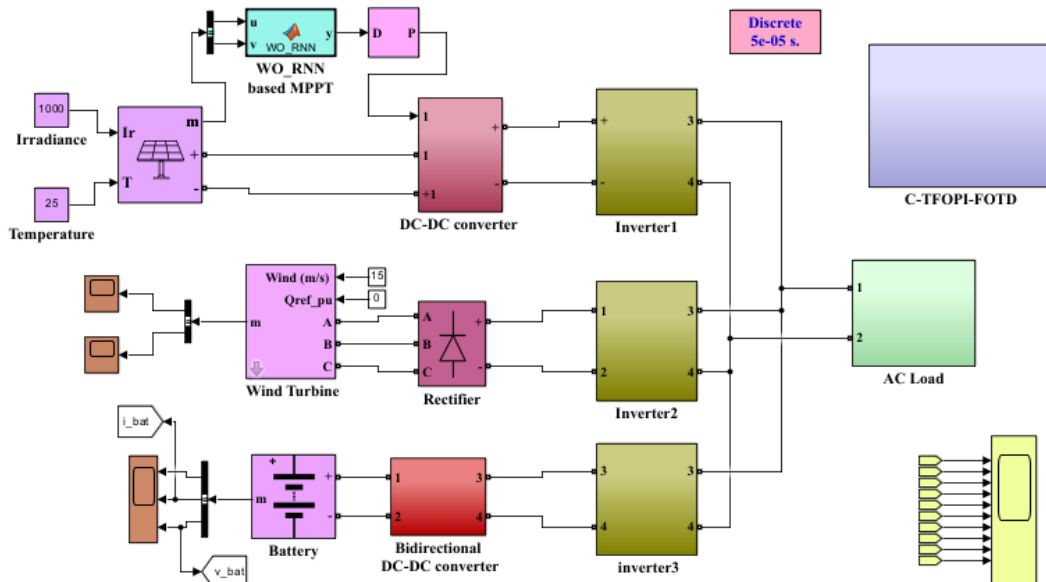 u
v
WO_RNN
y
WO_RNN
based MPPT
D
P
Discrete
5e-05 s.
1000
Irradiance
Ir
m
+
T
-
25
Temperature
1
+
1
+1
-
DC-DC converter
+
3
-
4
Inverter1
C-TFOPI-FOTD
Wind (m/s)
15
Qref_pu
0
m
A
B
C
Wind Turbine
A
+
B
C
-
Rectifier
1
3
2
4
Inverter2
1
2
AC Load
i_bat
v_bat
+
m
+
-
Battery
1
3
2
4
Bidirectional
DC-DC converter
3
3
4
4
inverter3